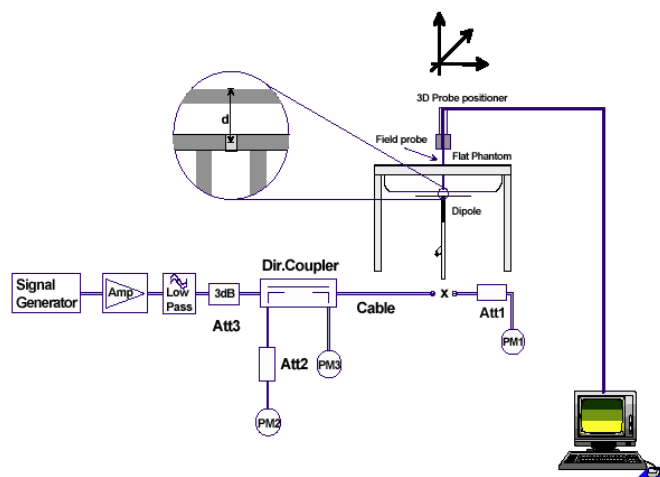 3D Probe positioner
d
Field probe
Flat Phantom
Dipole
Dir.Coupler
Signal
Generator
Amp
Low
Pass
3dB
Att3
Cable
x
Att1
PM1
Att2
PM3
PM2